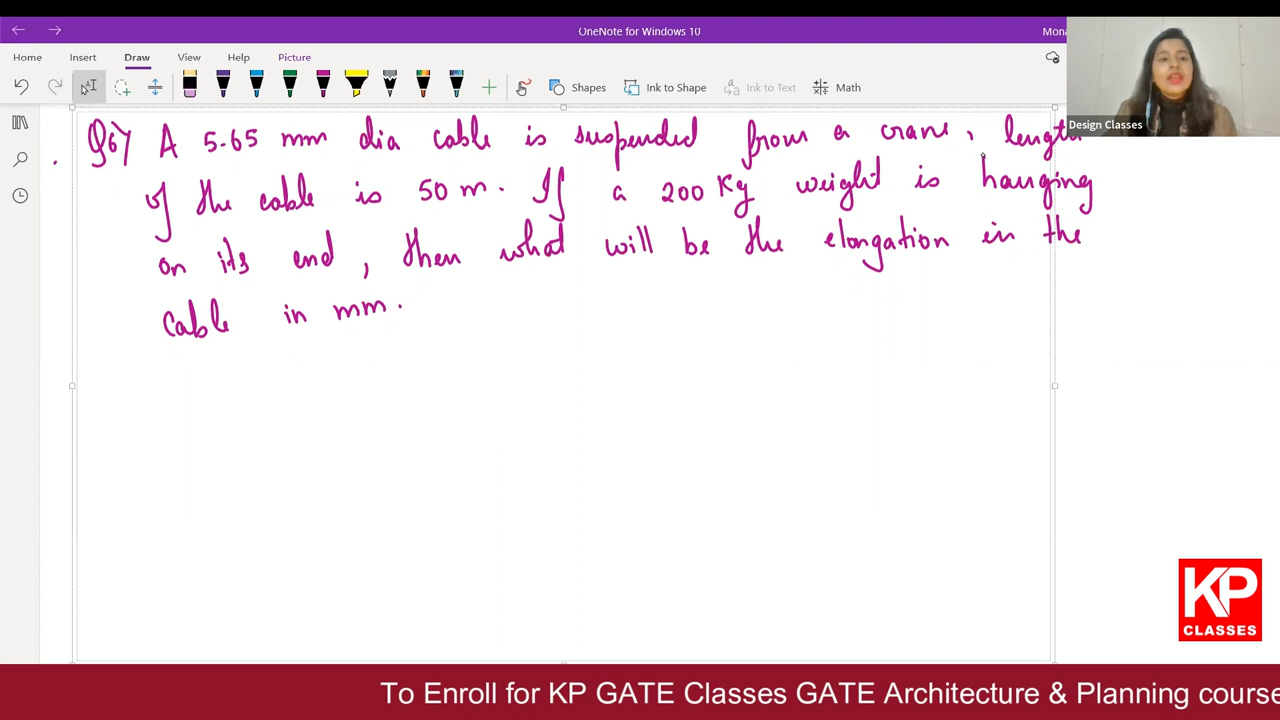 OneNote for Windows 10
Home Insert Draw View Help Picture
Shapes Ink to Shape Ink to Text Math
Design Classes
Q6) A 5.65 mm dia cable is suspended from a crane, length
of the cable is 50 m. If a 200 Kg weight is hanging
on its end, then what will be the elongation in the
cable in mm.
KP
CLASSES
To Enroll for KP GATE Classes GATE Architecture & Planning course